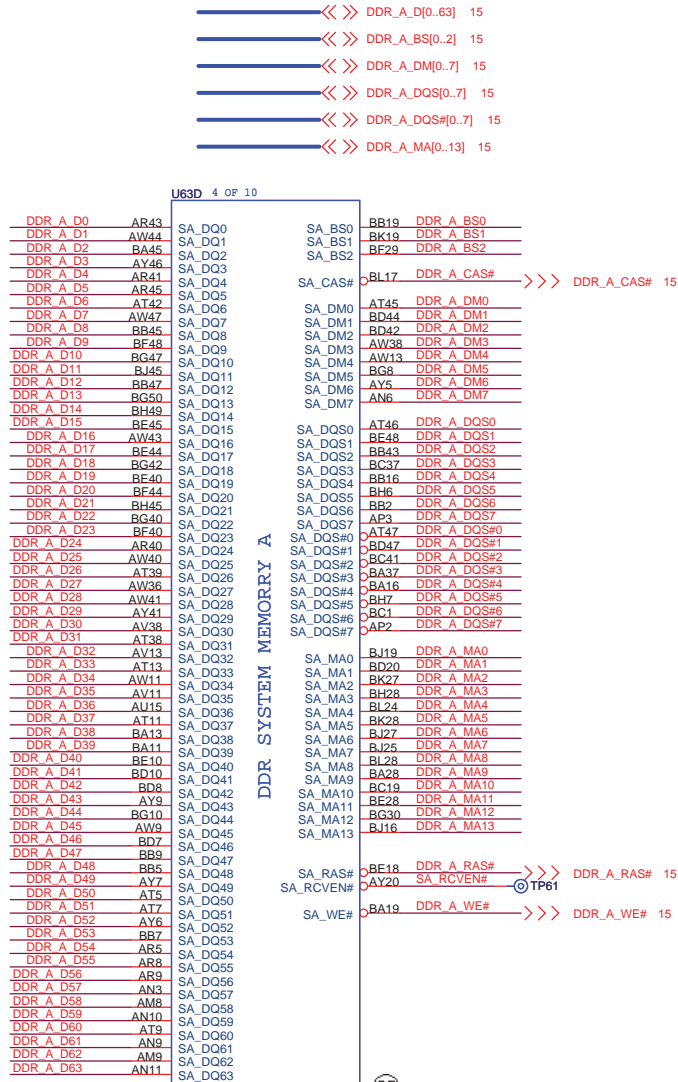 DDR_A_D[0..63] 15
DDR_A_BS[0..2] 15
DDR_A_DM[0..7] 15
DDR_A_DQS[0..7] 15
DDR_A_DQS#[0..7] 15
DDR_A_MA[0..13] 15
U63D 4 OF 10
DDR_A_D0 AR43 SA_DQ0
DDR_A_D1 AW44 SA_DQ1
DDR_A_D2 BA45 SA_DQ2
DDR_A_D3 AY46 SA_DQ3
DDR_A_D4 AR41 SA_DQ4
DDR_A_D5 AR45 SA_DQ5
DDR_A_D6 AT42 SA_DQ6
DDR_A_D7 AW47 SA_DQ7
DDR_A_D8 BB45 SA_DQ8
DDR_A_D9 BF48 SA_DQ9
DDR_A_D10 BG47 SA_DQ10
DDR_A_D11 BJ45 SA_DQ11
DDR_A_D12 BB47 SA_DQ12
DDR_A_D13 BG50 SA_DQ13
DDR_A_D14 BH49 SA_DQ14
DDR_A_D15 BE45 SA_DQ15
DDR_A_D16 AW43 SA_DQ16
DDR_A_D17 BE44 SA_DQ17
DDR_A_D18 BG42 SA_DQ18
DDR_A_D19 BE40 SA_DQ19
DDR_A_D20 BF44 SA_DQ20
DDR_A_D21 BH45 SA_DQ21
DDR_A_D22 BG40 SA_DQ22
DDR_A_D23 BF40 SA_DQ23
DDR_A_D24 AR40 SA_DQ24
DDR_A_D25 AW40 SA_DQ25
DDR_A_D26 AT39 SA_DQ26
DDR_A_D27 AW36 SA_DQ27
DDR_A_D28 AW41 SA_DQ28
DDR_A_D29 AY41 SA_DQ29
DDR_A_D30 AV38 SA_DQ30
DDR_A_D31 AT38 SA_DQ31
DDR_A_D32 AV13 SA_DQ32
DDR_A_D33 AT13 SA_DQ33
DDR_A_D34 AW11 SA_DQ34
DDR_A_D35 AV11 SA_DQ35
DDR_A_D36 AU15 SA_DQ36
DDR_A_D37 AT11 SA_DQ37
DDR_A_D38 BA13 SA_DQ38
DDR_A_D39 BA11 SA_DQ39
DDR_A_D40 BE10 SA_DQ40
DDR_A_D41 BD10 SA_DQ41
DDR_A_D42 BD8 SA_DQ42
DDR_A_D43 AY9 SA_DQ43
DDR_A_D44 BG10 SA_DQ44
DDR_A_D45 AW9 SA_DQ45
DDR_A_D46 BD7 SA_DQ46
DDR_A_D47 BB9 SA_DQ47
DDR_A_D48 BB5 SA_DQ48
DDR_A_D49 AY7 SA_DQ49
DDR_A_D50 AT5 SA_DQ50
DDR_A_D51 AT7 SA_DQ51
DDR_A_D52 AY6 SA_DQ52
DDR_A_D53 BB7 SA_DQ53
DDR_A_D54 AR5 SA_DQ54
DDR_A_D55 AR8 SA_DQ55
DDR_A_D56 AR9 SA_DQ56
DDR_A_D57 AN3 SA_DQ57
DDR_A_D58 AM8 SA_DQ58
DDR_A_D59 AN10 SA_DQ59
DDR_A_D60 AT9 SA_DQ60
DDR_A_D61 AN9 SA_DQ61
DDR_A_D62 AM9 SA_DQ62
DDR_A_D63 AN11 SA_DQ63
DDR SYSTEM MEMORRY A
SA_BS0 BB19 DDR_A_BS0
SA_BS1 BK19 DDR_A_BS1
SA_BS2 BF29 DDR_A_BS2
SA_CAS# BL17 DDR_A_CAS# DDR_A_CAS# 15
SA_DM0 AT45 DDR_A_DM0
SA_DM1 BD44 DDR_A_DM1
SA_DM2 BD42 DDR_A_DM2
SA_DM3 AW38 DDR_A_DM3
SA_DM4 AW13 DDR_A_DM4
SA_DM5 BG8 DDR_A_DM5
SA_DM6 AY5 DDR_A_DM6
SA_DM7 AN6 DDR_A_DM7
SA_DQS0 AT46 DDR_A_DQS0
SA_DQS1 BE48 DDR_A_DQS1
SA_DQS2 BB43 DDR_A_DQS2
SA_DQS3 BC37 DDR_A_DQS3
SA_DQS4 BB16 DDR_A_DQS4
SA_DQS5 BH6 DDR_A_DQS5
SA_DQS6 BB2 DDR_A_DQS6
SA_DQS7 AP3 DDR_A_DQS7
SA_DQS#0 AT47 DDR_A_DQS#0
SA_DQS#1 BD47 DDR_A_DQS#1
SA_DQS#2 BC41 DDR_A_DQS#2
SA_DQS#3 BA37 DDR_A_DQS#3
SA_DQS#4 BA16 DDR_A_DQS#4
SA_DQS#5 BH7 DDR_A_DQS#5
SA_DQS#6 BC1 DDR_A_DQS#6
SA_DQS#7 AP2 DDR_A_DQS#7
SA_MA0 BJ19 DDR_A_MA0
SA_MA1 BD20 DDR_A_MA1
SA_MA2 BK27 DDR_A_MA2
SA_MA3 BH28 DDR_A_MA3
SA_MA4 BL24 DDR_A_MA4
SA_MA5 BK28 DDR_A_MA5
SA_MA6 BJ27 DDR_A_MA6
SA_MA7 BJ25 DDR_A_MA7
SA_MA8 BL28 DDR_A_MA8
SA_MA9 BA28 DDR_A_MA9
SA_MA10 BC19 DDR_A_MA10
SA_MA11 BE28 DDR_A_MA11
SA_MA12 BG30 DDR_A_MA12
SA_MA13 BJ16 DDR_A_MA13
SA_RAS# BE18 DDR_A_RAS# DDR_A_RAS# 15
SA_RCVEN# AY20 SA_RCVEN# TP61
SA_WE# BA19 DDR_A_WE# DDR_A_WE# 15